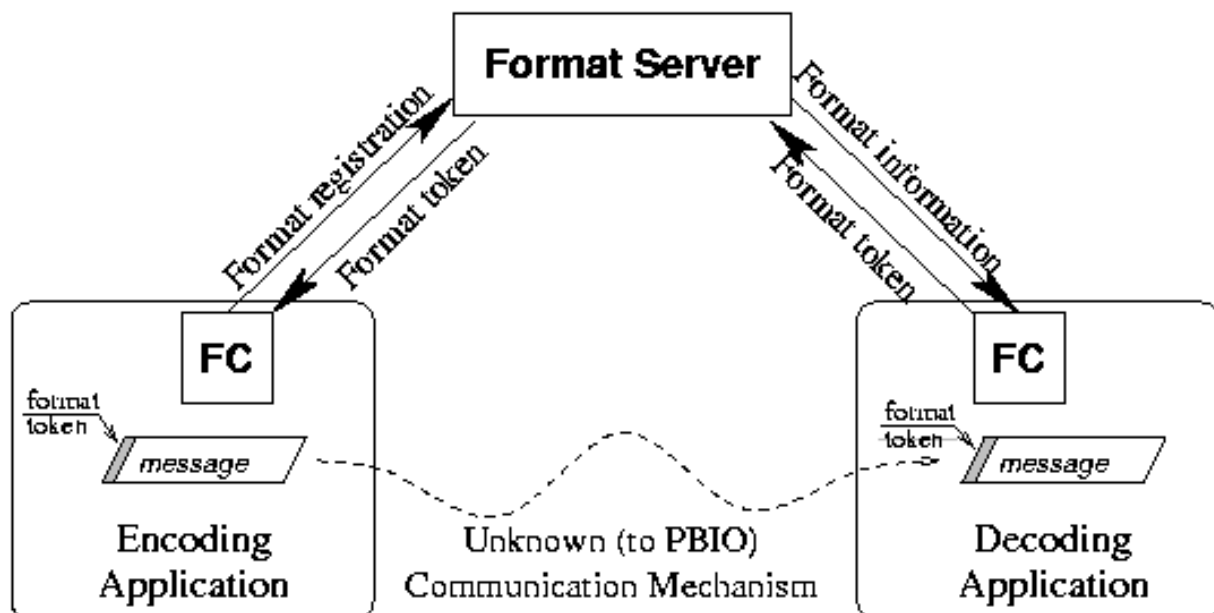 Format Server
Format registration
Format token
Format information
Format token
FC
FC
format
token
message
format
token
message
Encoding
Application
Unknown (to PBIO)
Communication Mechanism
Decoding
Application